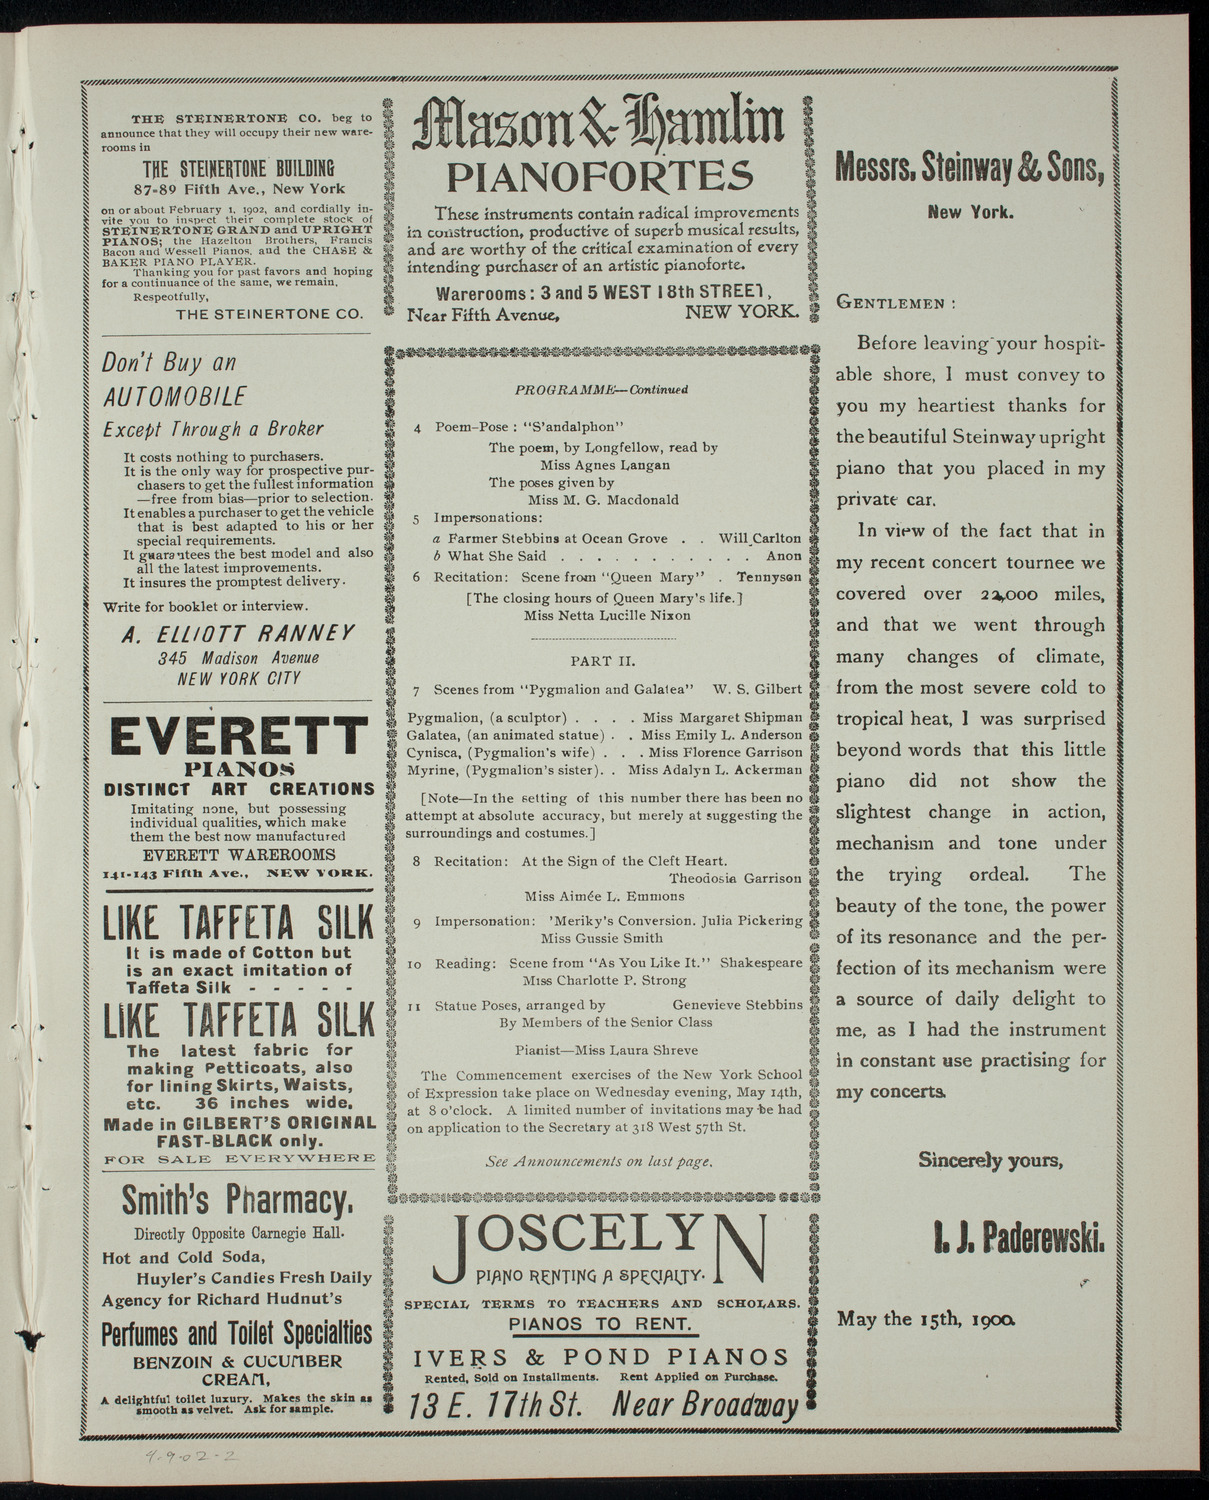 THE STEINERTONE CO. beg to
announce that they will occupy their new ware-
rooms in
THE STEINERTONE BUILDING
87-89 Fifth Ave., New York
on or about February 1, 1902, and cordially in-
vite you to inspect their complete stock of
STEINERTONE GRAND and UPRIGHT
PIANOS; the Hazelton Brothers, Francis
Bacon and Wessell Pianos, and the CHASE &
BAKER PIANO PLAYER.
Thanking you for past favors and hoping
for a continuance of the same, we remain,
Respeotfully,
THE STEINERTONE CO.
Don't Buy an
AUTOMOBILE
Except Through a Broker
It costs nothing to purchasers.
It is the only way for prospective pur-
chasers to get the fullest information
—free from bias—prior to selection.
It enables a purchaser to get the vehicle
that is best adapted to his or her
special requirements.
It guarantees the best model and also
all the latest improvements.
It insures the promptest delivery.
Write for booklet or interview.
A. ELLIOTT RANNEY
345 Madison Avenue
NEW YORK CITY
EVERETT
PIANOS
DISTINCT ART CREATIONS
Imitating none, but possessing
individual qualities, which make
them the best now manufactured
EVERETT WAREROOMS
141-143 Fifth Ave., NEW YORK.
LIKE TAFFETA SILK
It is made of Cotton but
is an exact imitation of
Taffeta Silk - - - - -
LIKE TAFFETA SILK
The latest fabric for
making Petticoats, also
for lining Skirts, Waists,
etc. 36 inches wide.
Made in GILBERT'S ORIGINAL
FAST-BLACK only.
FOR SALE EVERYWHERE
Smith's Pharmacy,
Directly Opposite Carnegie Hall.
Hot and Cold Soda,
Huyler's Candies Fresh Daily
Agency for Richard Hudnut's
Perfumes and Toilet Specialties
BENZOIN & CUCUMBER
CREAM,
A delightful toilet luxury. Makes the skin as
smooth as velvet. Ask for sample.
Mason & Hamlin
PIANOFORTES
These instruments contain radical improvements
in construction, productive of superb musical results,
and are worthy of the critical examination of every
intending purchaser of an artistic pianoforte.
Warerooms: 3 and 5 WEST 18th STREET,
Near Fifth Avenue, NEW YORK.
PROGRAMME—Continued
4 Poem-Pose: "S'andalphon"
The poem, by Longfellow, read by
Miss Agnes Langan
The poses given by
Miss M. G. Macdonald
5 Impersonations:
a Farmer Stebbins at Ocean Grove . . Will Carlton
b What She Said . . . . . . . . . . Anon
6 Recitation: Scene from "Queen Mary" . Tennyson
[The closing hours of Queen Mary's life.]
Miss Netta Lucille Nixon
PART II.
7 Scenes from "Pygmalion and Galatea" W. S. Gilbert
Pygmalion, (a sculptor) . . . . Miss Margaret Shipman
Galatea, (an animated statue) . . Miss Emily L. Anderson
Cynisca, (Pygmalion's wife) . . . Miss Florence Garrison
Myrine, (Pygmalion's sister) . . Miss Adalyn L. Ackerman
[Note—In the setting of this number there has been no
attempt at absolute accuracy, but merely at suggesting the
surroundings and costumes.]
8 Recitation: At the Sign of the Cleft Heart.
Theodosia Garrison
Miss Aimée L. Emmons
9 Impersonation: 'Meriky's Conversion. Julia Pickering
Miss Gussie Smith
10 Reading: Scene from "As You Like It." Shakespeare
Miss Charlotte P. Strong
11 Statue Poses, arranged by Genevieve Stebbins
By Members of the Senior Class
Pianist—Miss Laura Shreve
The Commencement exercises of the New York School
of Expression take place on Wednesday evening, May 14th,
at 8 o'clock. A limited number of invitations may be had
on application to the Secretary at 318 West 57th St.
See Announcements on last page.
JOSCELYN
PIANO RENTING A SPECIALTY.
SPECIAL TERMS TO TEACHERS AND SCHOLARS.
PIANOS TO RENT.
IVERS & POND PIANOS
Rented, Sold on Installments. Rent Applied on Purchase.
13 E. 17th St. Near Broadway
Messrs. Steinway & Sons,
New York.
GENTLEMEN:
Before leaving your hospit-
able shore, I must convey to
you my heartiest thanks for
the beautiful Steinway upright
piano that you placed in my
private car.
In view of the fact that in
my recent concert tournee we
covered over 22,000 miles,
and that we went through
many changes of climate,
from the most severe cold to
tropical heat, I was surprised
beyond words that this little
piano did not show the
slightest change in action,
mechanism and tone under
the trying ordeal. The
beauty of the tone, the power
of its resonance and the per-
fection of its mechanism were
a source of daily delight to
me, as I had the instrument
in constant use practising for
my concerts.
Sincerely yours,
I. J. Paderewski.
May the 15th, 1900.
4-9-02-2